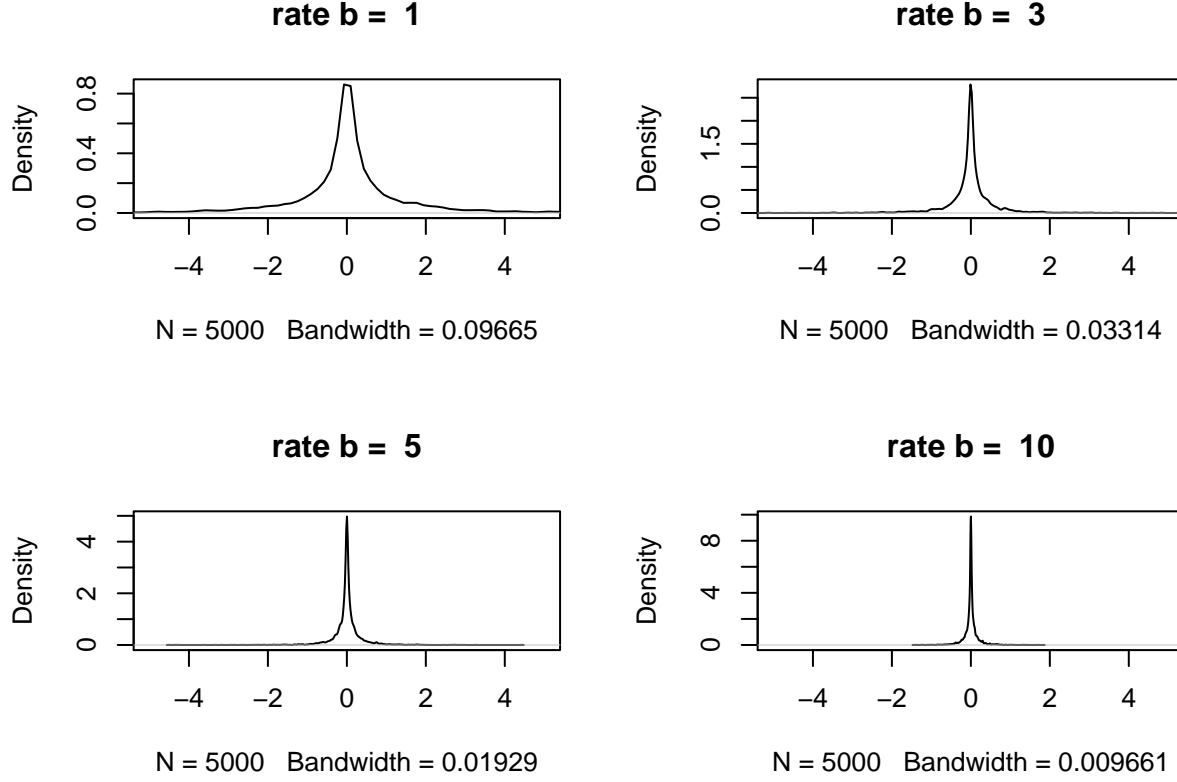 rate b = 1
Density
0.0 0.4 0.8
−4 −2 0 2 4
N = 5000 Bandwidth = 0.09665
rate b = 3
Density
0.0 1.5
−4 −2 0 2 4
N = 5000 Bandwidth = 0.03314
rate b = 5
Density
0 2 4
−4 −2 0 2 4
N = 5000 Bandwidth = 0.01929
rate b = 10
Density
0 4 8
−4 −2 0 2 4
N = 5000 Bandwidth = 0.009661